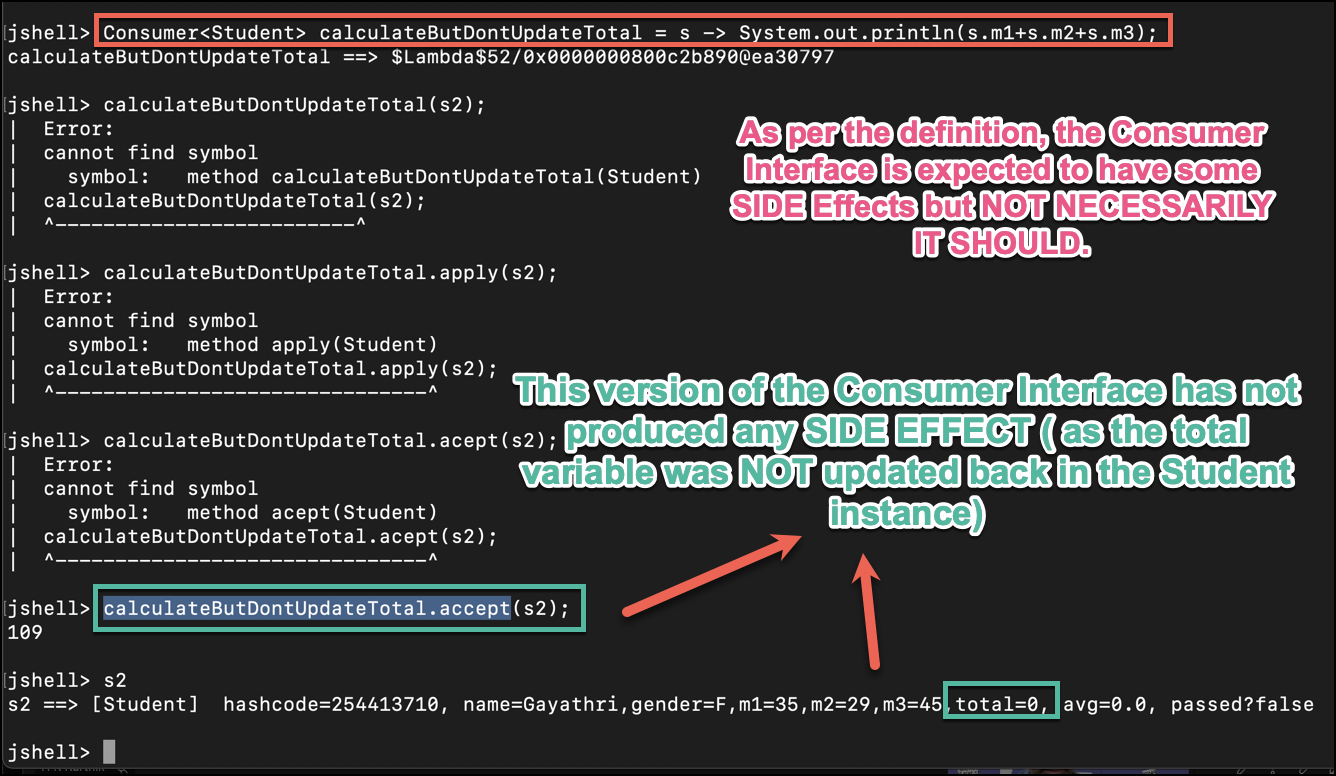 jshell> Consumer<Student> calculateButDontUpdateTotal = s -> System.out.println(s.m1+s.m2+s.m3);
calculateButDontUpdateTotal ==> $Lambda$52/0x0000000800c2b890@ea30797
jshell> calculateButDontUpdateTotal(s2);
|  Error:
|  cannot find symbol
|    symbol:   method calculateButDontUpdateTotal(Student)
|  calculateButDontUpdateTotal(s2);
|  ^-------------------------^
As per the definition, the Consumer
Interface is expected to have some
SIDE Effects but NOT NECESSARILY
IT SHOULD.
jshell> calculateButDontUpdateTotal.apply(s2);
|  Error:
|  cannot find symbol
|    symbol:   method apply(Student)
|  calculateButDontUpdateTotal.apply(s2);
|  ^-------------------------------^
This version of the Consumer Interface has not
produced any SIDE EFFECT ( as the total
variable was NOT updated back in the Student
instance)
jshell> calculateButDontUpdateTotal.acept(s2);
|  Error:
|  cannot find symbol
|    symbol:   method acept(Student)
|  calculateButDontUpdateTotal.acept(s2);
|  ^-------------------------------^
jshell> calculateButDontUpdateTotal.accept(s2);
109
jshell> s2
s2 ==> [Student]  hashcode=254413710, name=Gayathri,gender=F,m1=35,m2=29,m3=45,total=0, avg=0.0, passed?false
jshell>